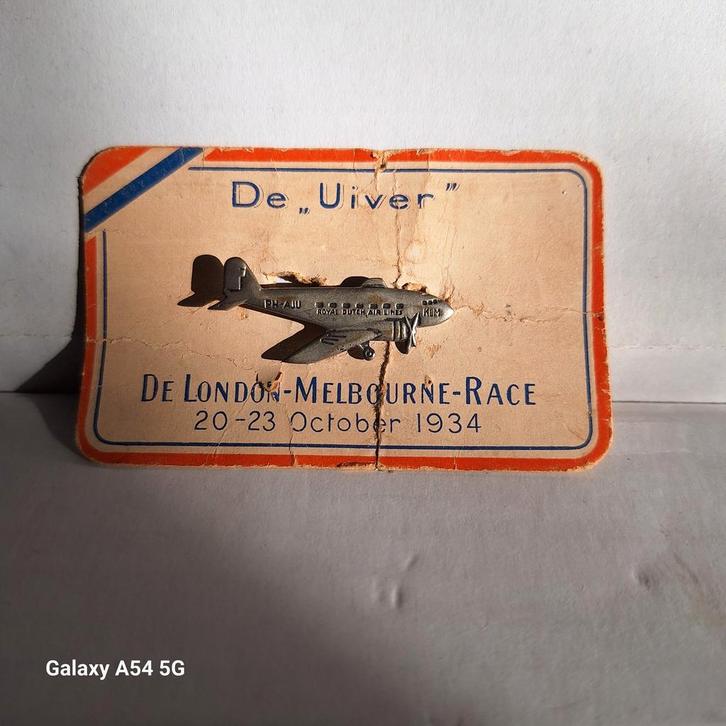 De „Uiver"
PH-AJU
ROYAL DUTCH AIR LINES
KLM
De London-Melbourne-Race
20-23 October 1934
Galaxy A54 5G